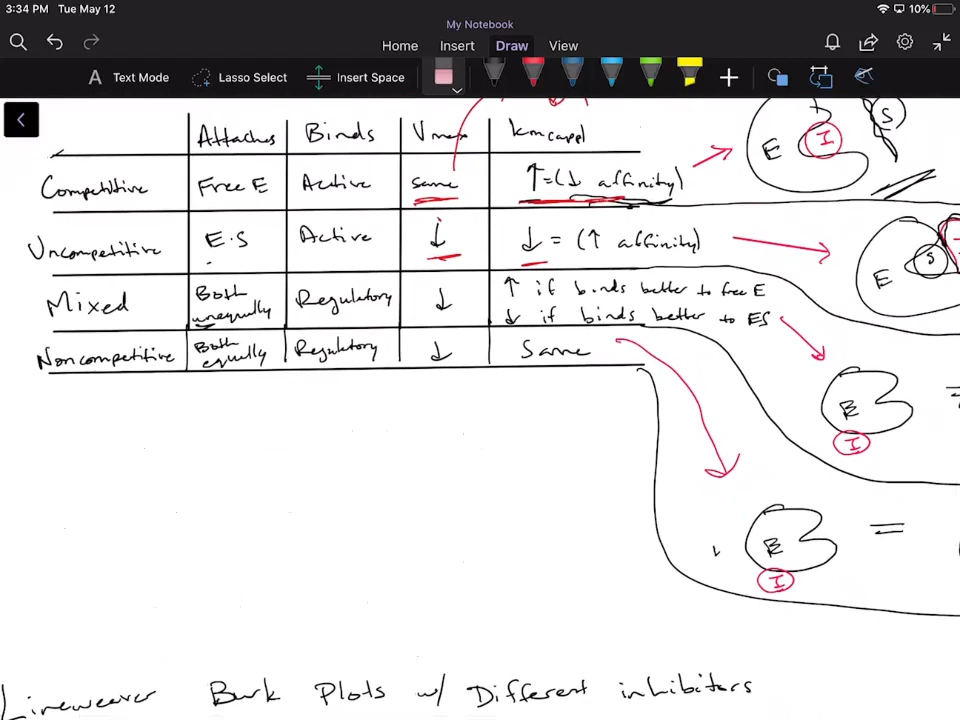 3:34 PM Tue May 12 10%
My Notebook
Home Insert Draw View
A Text Mode Lasso Select Insert Space
Attaches Binds Vmax km(app)
Competitive Free E Active same ↑=(↓ affinity)
Uncompetitive E·S Active ↓ ↓ = (↑ affinity)
Mixed Both unequally Regulatory ↓ ↑ if binds better to free E
↓ if binds better to ES
Noncompetitive Both equally Regulatory ↓ Same
E I S
E S
E I
E I =
Lineweaver Burk Plots w/ Different inhibitors